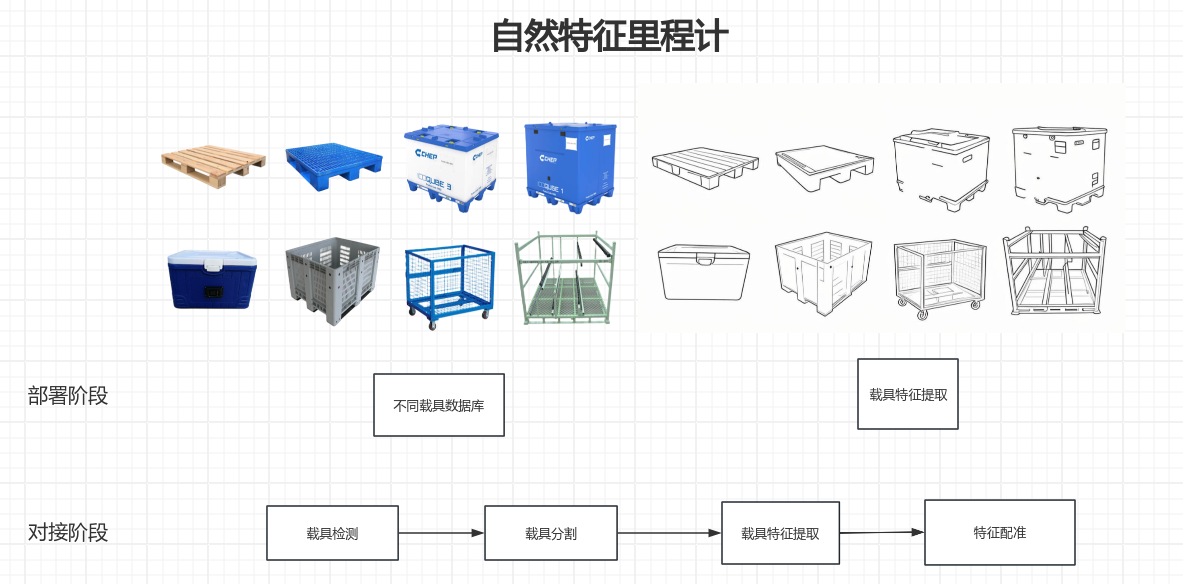 自然特征里程计
CHEP
QUBE 3
CHEP
QUBE 1
部署阶段
不同载具数据库
载具特征提取
对接阶段
载具检测
载具分割
载具特征提取
特征配准